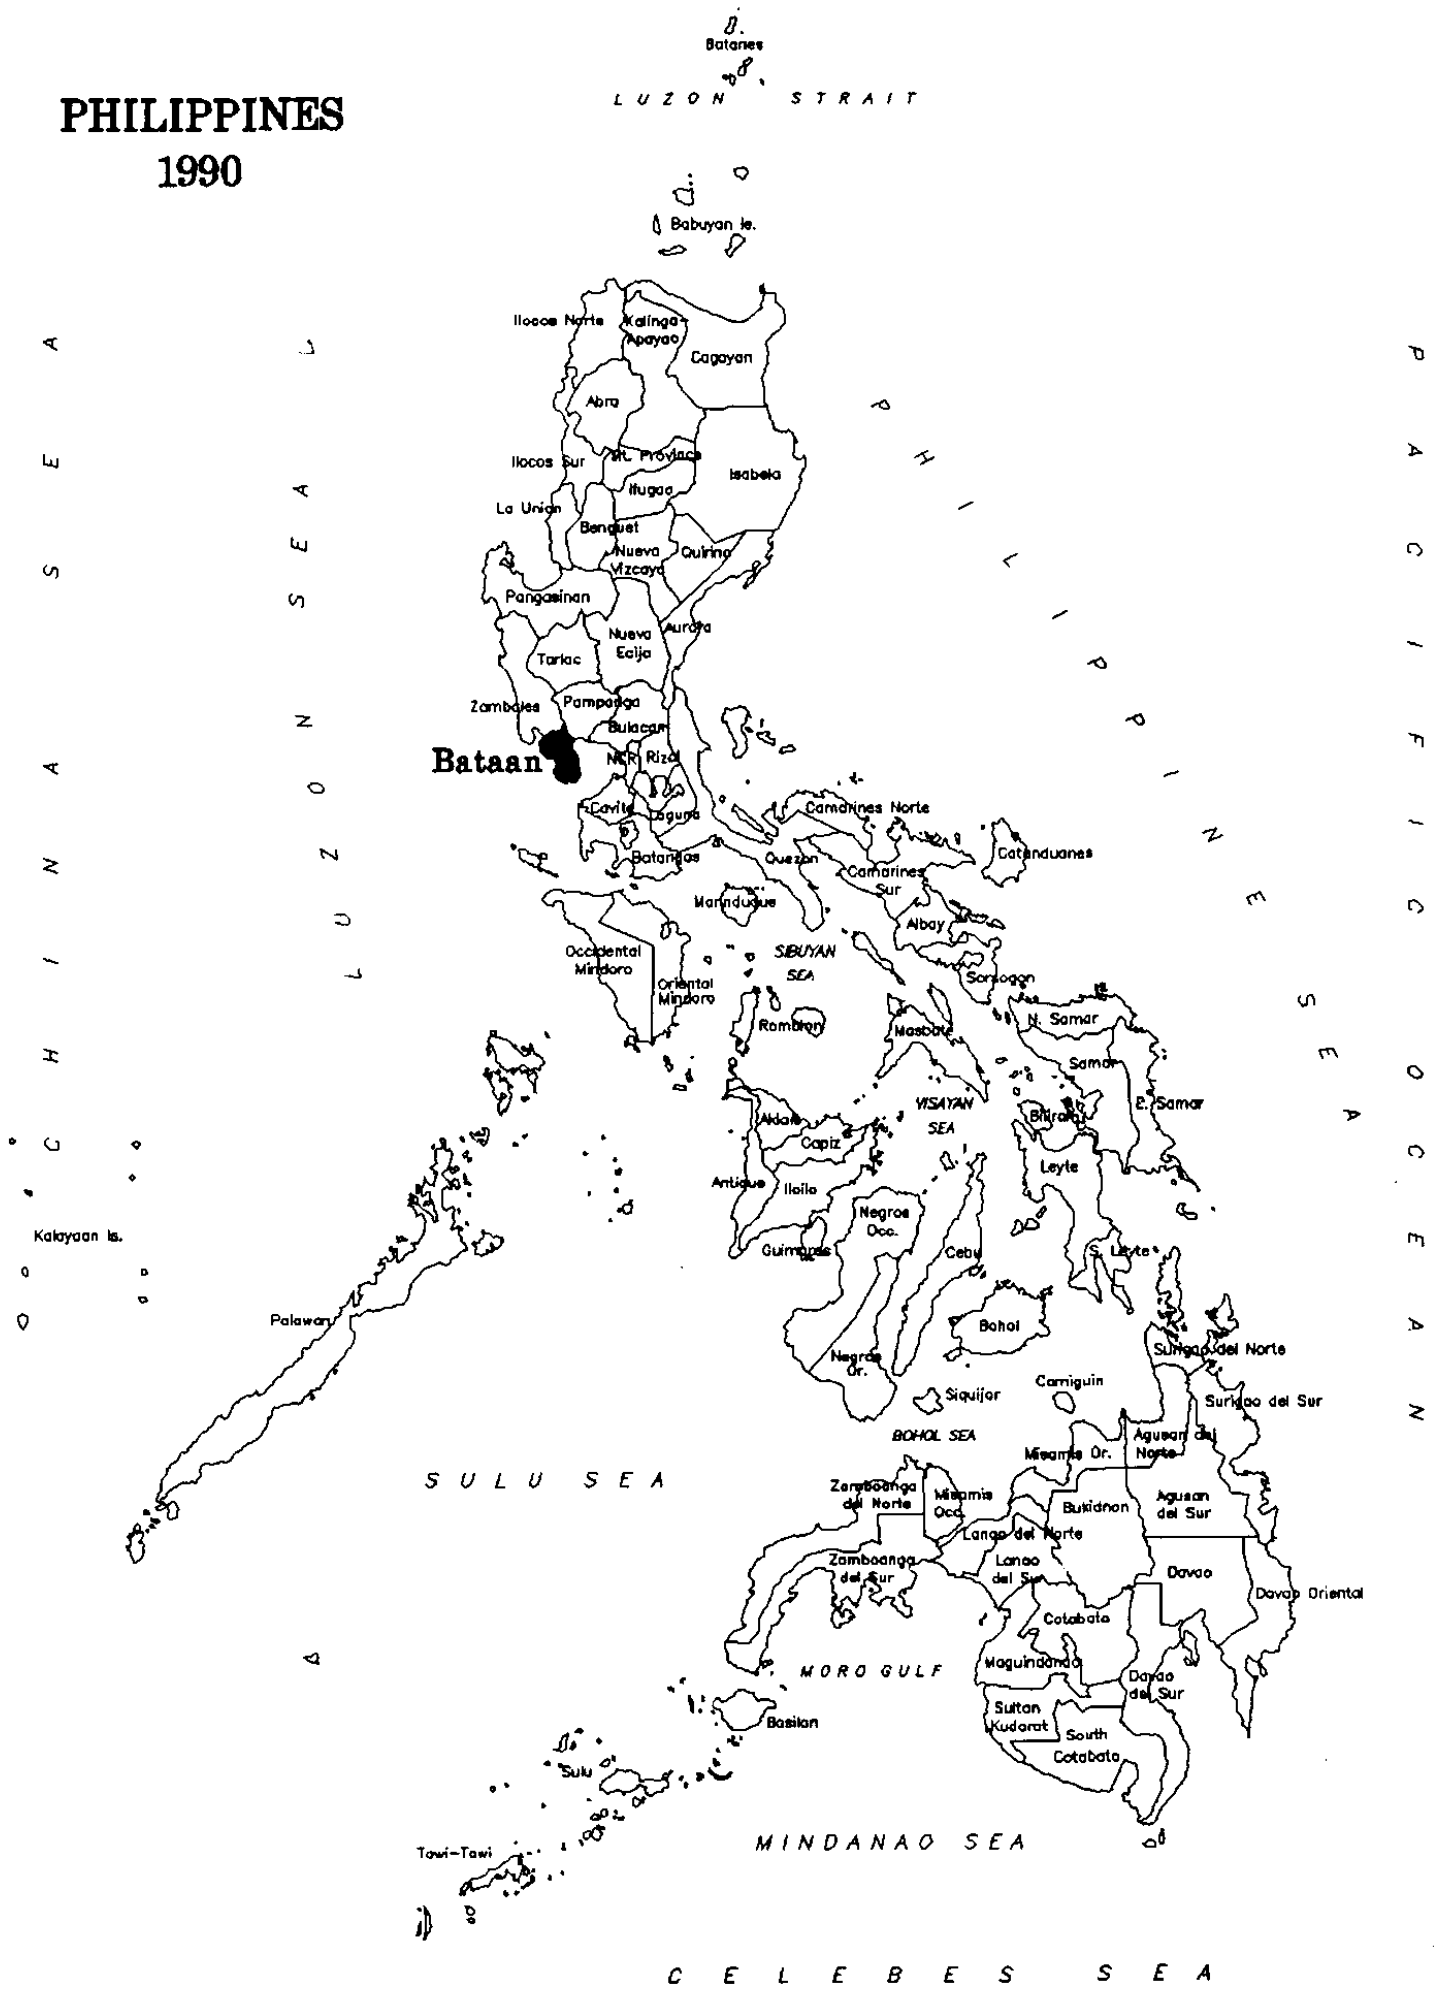 Batanes
LUZON STRAIT
PHILIPPINES
1990
Babuyan Is.
Ilocos Norte
Kalinga-
Apayao
Cagayan
Abra
Ilocos Sur
Mt. Province
Isabela
Ifugao
La Union
Benguet
Nueva
Vizcaya
Quirino
Pangasinan
Aurora
Nueva
Ecija
Tarlac
Zambales
Pampanga
Bulacan
Bataan
NCR
Rizal
Cavite
Laguna
Camarines Norte
Batangas
Quezon
Catanduanes
Camarines
Sur
Marinduque
Albay
Occidental
Mindoro
SIBUYAN
SEA
Oriental
Mindoro
Sorsogon
Romblon
Masbate
N. Samar
Samar
E. Samar
VISAYAN
SEA
Biliran
Aklan
Capiz
Leyte
Antique
Iloilo
Negros
Occ.
Guimaras
Cebu
S. Leyte
Kalayaan Is.
Palawan
Bohol
Negros
Or.
Surigao del Norte
Siquijor
Camiguin
Surigao del Sur
BOHOL SEA
Agusan del
Norte
Misamis Or.
SULU SEA
Zamboanga
del Norte
Misamis
Occ.
Bukidnon
Agusan
del Sur
Lanao del Norte
Zamboanga
del Sur
Lanao
del Sur
Davao
Davao Oriental
Cotabato
MORO GULF
Maguindanao
Davao
del Sur
Basilan
Sultan
Kudarat
South
Cotabato
Sulu
Tawi-Tawi
MINDANAO SEA
CELEBES SEA
CHINA SEA
LUZON SEA
PHILIPPINE SEA
PACIFIC OCEAN